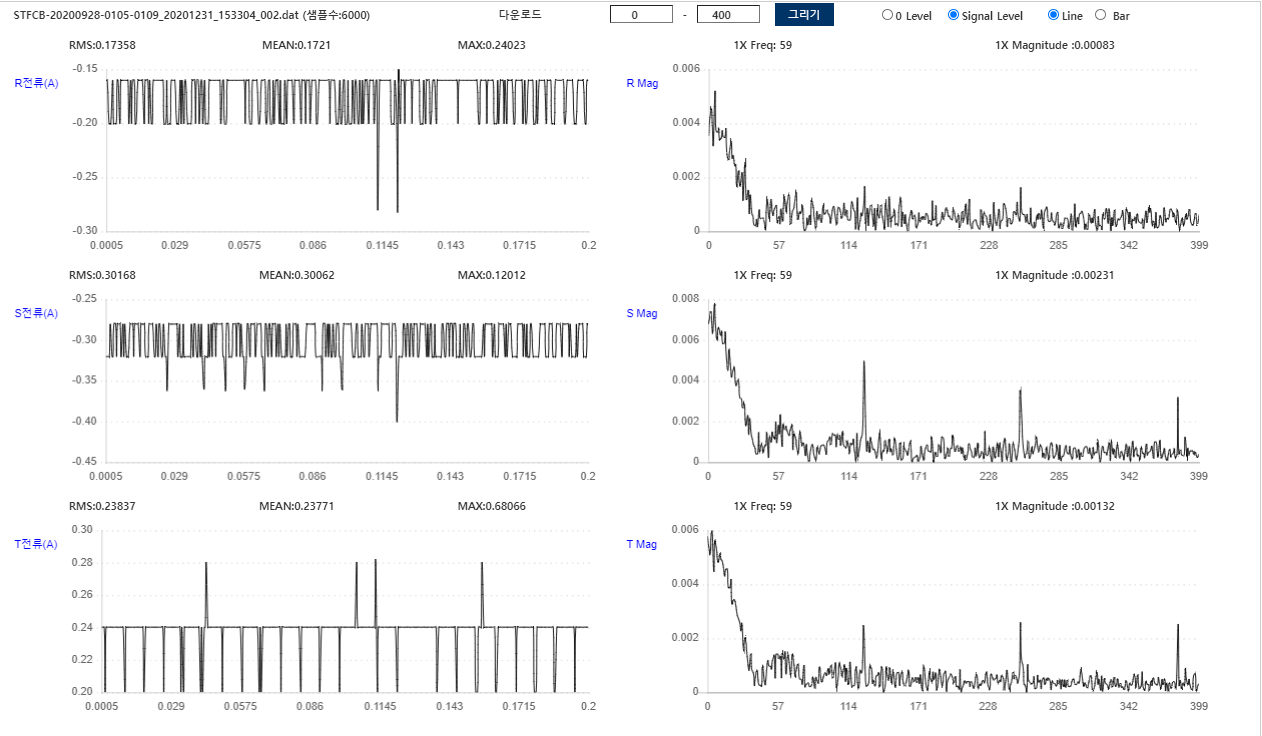 STFCB-20200928-0105-0109_20201231_153304_002.dat (샘플수:6000) 다운로드 0 - 400 그리기 0 Level Signal Level Line Bar
RMS:0.17358 MEAN:0.1721 MAX:0.24023 1X Freq: 59 1X Magnitude :0.00083
R전류(A)
-0.15
-0.20
-0.25
-0.30
0.0005 0.029 0.0575 0.086 0.1145 0.143 0.1715 0.2
R Mag
0.006
0.004
0.002
0
0 57 114 171 228 285 342 399
RMS:0.30168 MEAN:0.30062 MAX:0.12012 1X Freq: 59 1X Magnitude :0.00231
S전류(A)
-0.25
-0.30
-0.35
-0.40
-0.45
0.0005 0.029 0.0575 0.086 0.1145 0.143 0.1715 0.2
S Mag
0.008
0.006
0.004
0.002
0
0 57 114 171 228 285 342 399
RMS:0.23837 MEAN:0.23771 MAX:0.68066 1X Freq: 59 1X Magnitude :0.00132
T전류(A)
0.30
0.28
0.26
0.24
0.22
0.20
0.0005 0.029 0.0575 0.086 0.1145 0.143 0.1715 0.2
T Mag
0.006
0.004
0.002
0
0 57 114 171 228 285 342 399